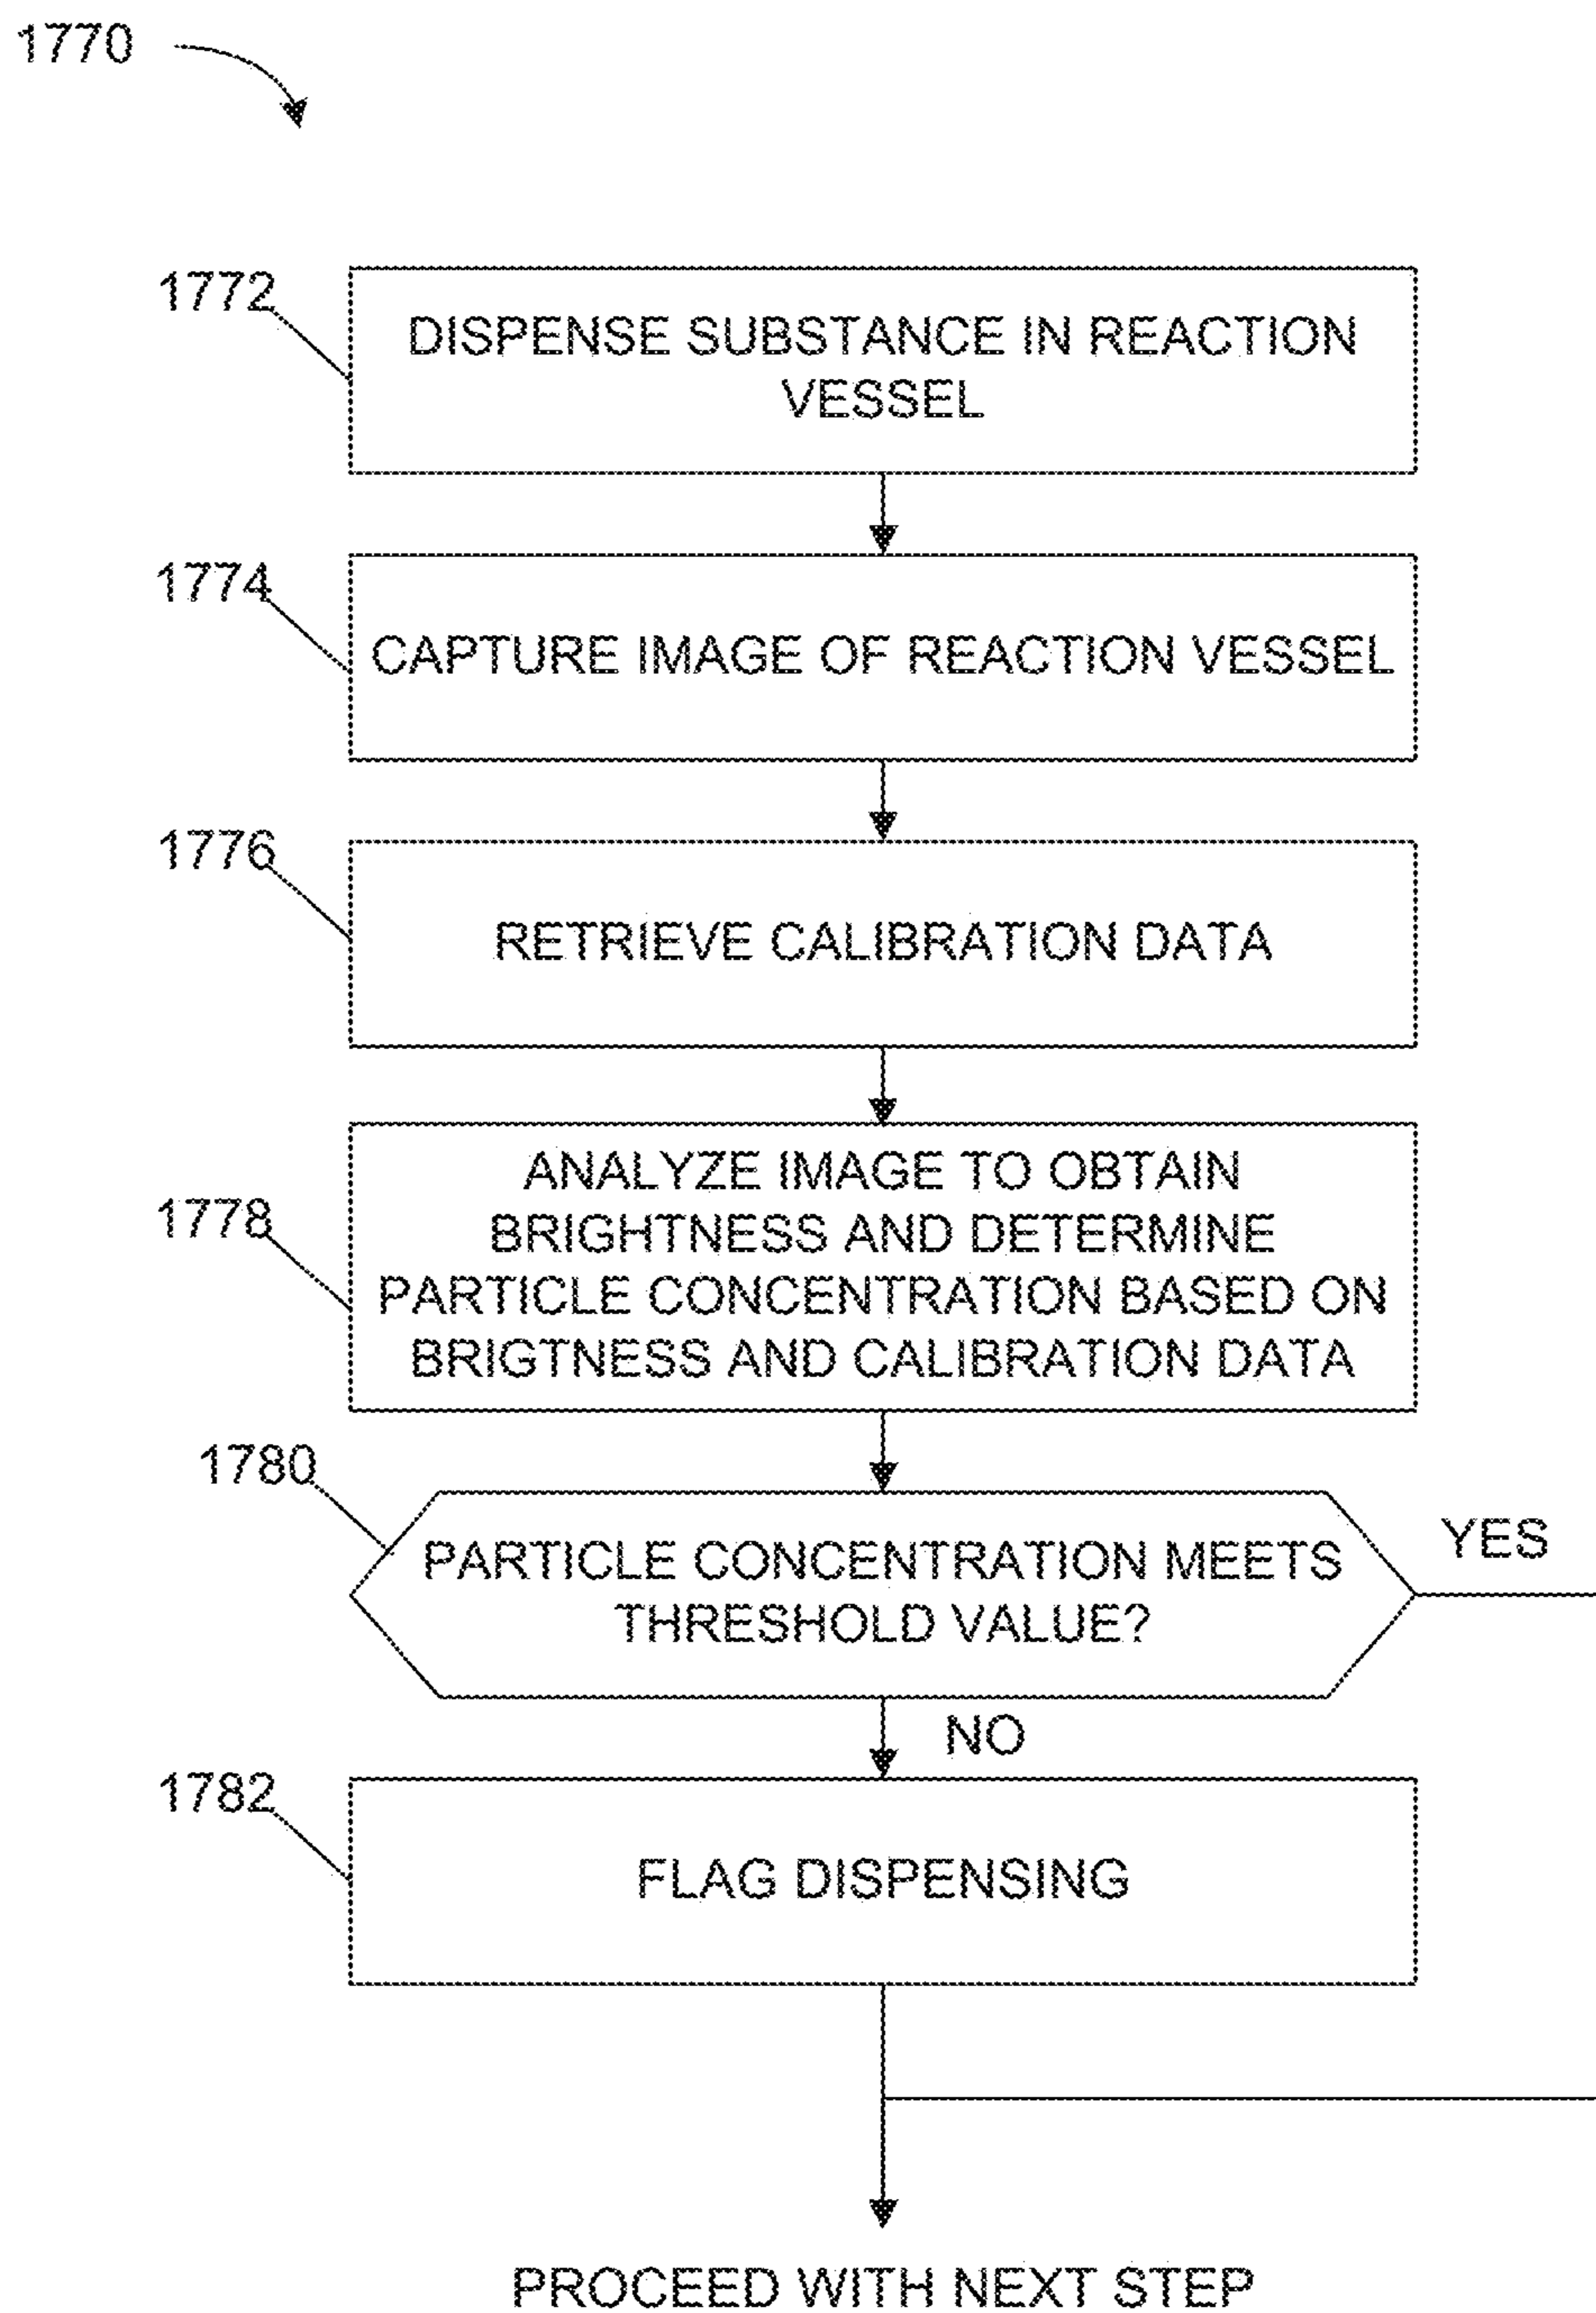 1770
1772
DISPENSE SUBSTANCE IN REACTION
VESSEL
1774
CAPTURE IMAGE OF REACTION VESSEL
1776
RETRIEVE CALIBRATION DATA
1778
ANALYZE IMAGE TO OBTAIN
BRIGHTNESS AND DETERMINE
PARTICLE CONCENTRATION BASED ON
BRIGTNESS AND CALIBRATION DATA
1780
PARTICLE CONCENTRATION MEETS
THRESHOLD VALUE?
YES
NO
1782
FLAG DISPENSING
PROCEED WITH NEXT STEP